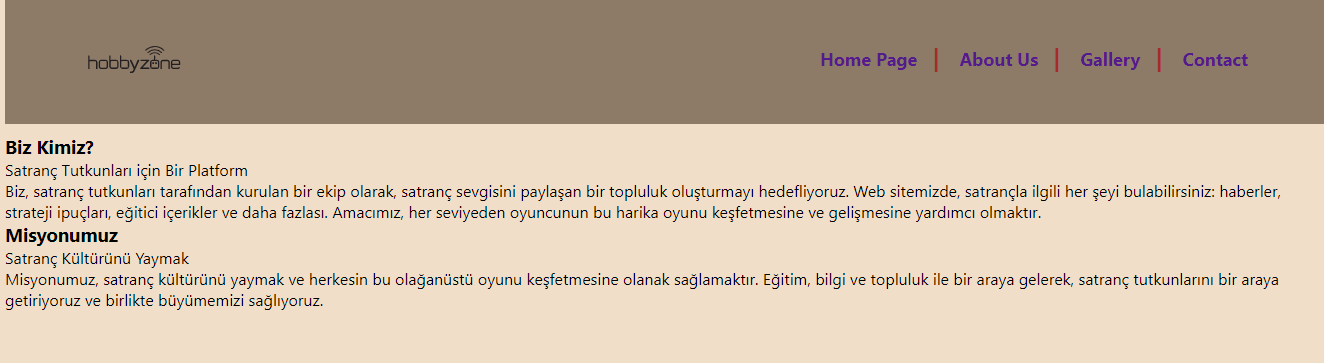 hobbyzone
Home Page | About Us | Gallery | Contact
Biz Kimiz?
Satranç Tutkunları için Bir Platform
Biz, satranç tutkunları tarafından kurulan bir ekip olarak, satranç sevgisini paylaşan bir topluluk oluşturmayı hedefliyoruz. Web sitemizde, satrançla ilgili her şeyi bulabilirsiniz: haberler,
strateji ipuçları, eğitici içerikler ve daha fazlası. Amacımız, her seviyeden oyuncunun bu harika oyunu keşfetmesine ve gelişmesine yardımcı olmaktır.
Misyonumuz
Satranç Kültürünü Yaymak
Misyonumuz, satranç kültürünü yaymak ve herkesin bu olağanüstü oyunu keşfetmesine olanak sağlamaktır. Eğitim, bilgi ve topluluk ile bir araya gelerek, satranç tutkunlarını bir araya
getiriyoruz ve birlikte büyümemizi sağlıyoruz.